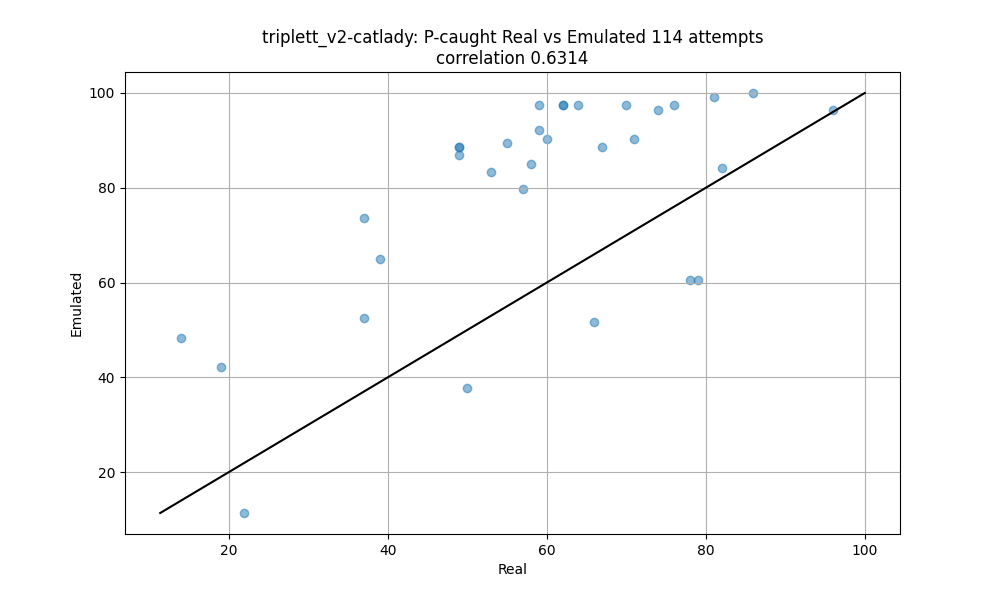 triplett_v2-catlady: P-caught Real vs Emulated 114 attempts
correlation 0.6314
100
80
60
40
20
Emulated
20 40 60 80 100
Real